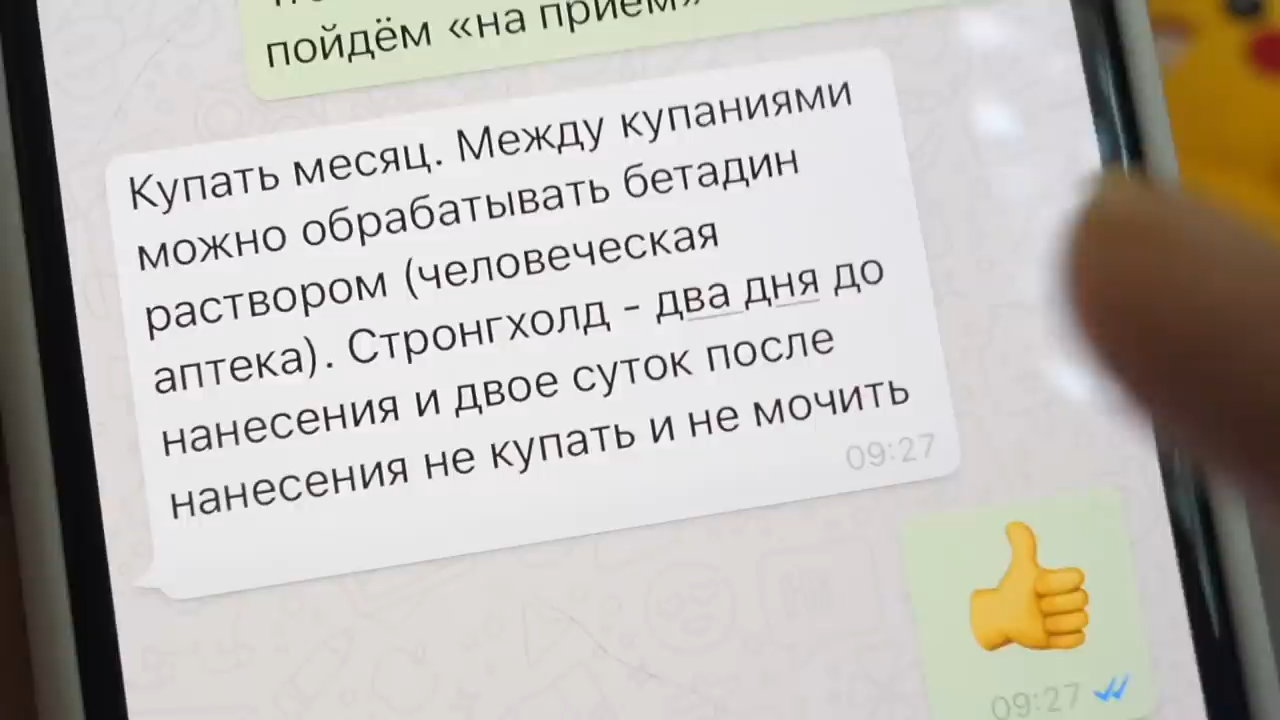 пойдём «на приём»
Купать месяц. Между купаниями
можно обрабатывать бетадин
раствором (человеческая
аптека). Стронгхолд - два дня до
нанесения и двое суток после
нанесения не купать и не мочить
09:27
09:27